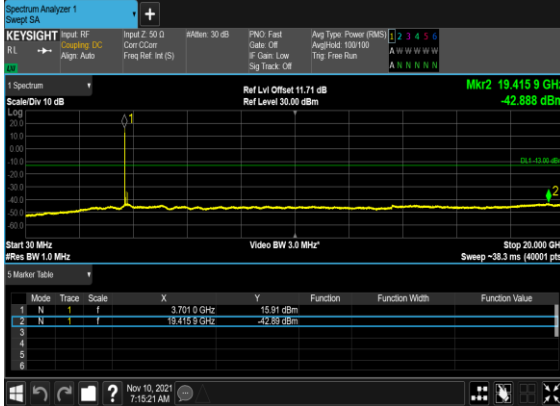 Spectrum Analyzer 1
Swept SA
+
KEYSIGHT Input: RF Input Z: 50 Ω #Atten: 30 dB PNO: Fast Avg Type: Power (RMS) 1 2 3 4 5 6
RL Coupling: DC Corr CCorr Gate: Off Avg|Hold: 100/100 A W W W W W
Align: Auto Freq Ref: Int (S) IF Gain: Low Trig: Free Run
Sig Track: Off A N N N N N
1 Spectrum
Ref Lvl Offset 11.71 dB Mkr2 19.415 9 GHz
Scale/Div 10 dB Ref Level 30.00 dBm -42.888 dBm
Log
20.0
10.0
0.00
-10.0
DL1 -13.00 dBm
-20.0
-30.0
-40.0
-50.0
-60.0
1
2
Start 30 MHz Video BW 3.0 MHz* Stop 20.000 GH
#Res BW 1.0 MHz Sweep ~38.3 ms (40001 pts
5 Marker Table
Mode Trace Scale X Y Function Function Width Function Value
1 N 1 f 3.701 0 GHz 15.91 dBm
2 N 1 f 19.415 9 GHz -42.89 dBm
3
4
5
6
? Nov 10, 2021
7:15:21 AM